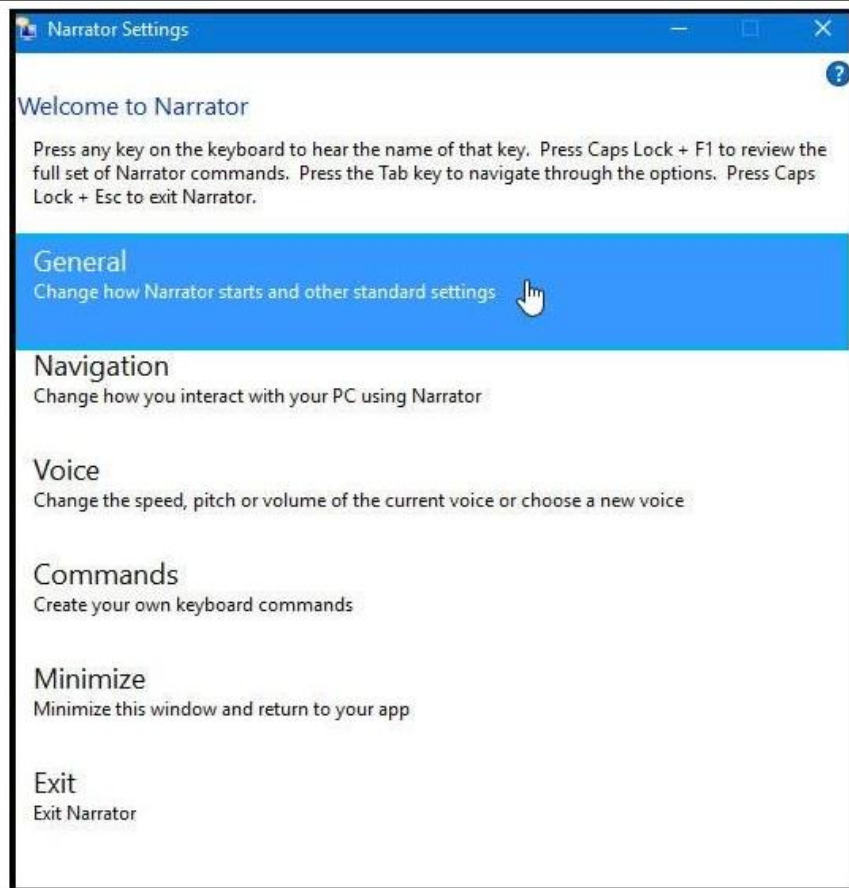 Narrator Settings
?
Welcome to Narrator
Press any key on the keyboard to hear the name of that key.  Press Caps Lock + F1 to review the
full set of Narrator commands.  Press the Tab key to navigate through the options.  Press Caps
Lock + Esc to exit Narrator.
General
Change how Narrator starts and other standard settings
Navigation
Change how you interact with your PC using Narrator
Voice
Change the speed, pitch or volume of the current voice or choose a new voice
Commands
Create your own keyboard commands
Minimize
Minimize this window and return to your app
Exit
Exit Narrator